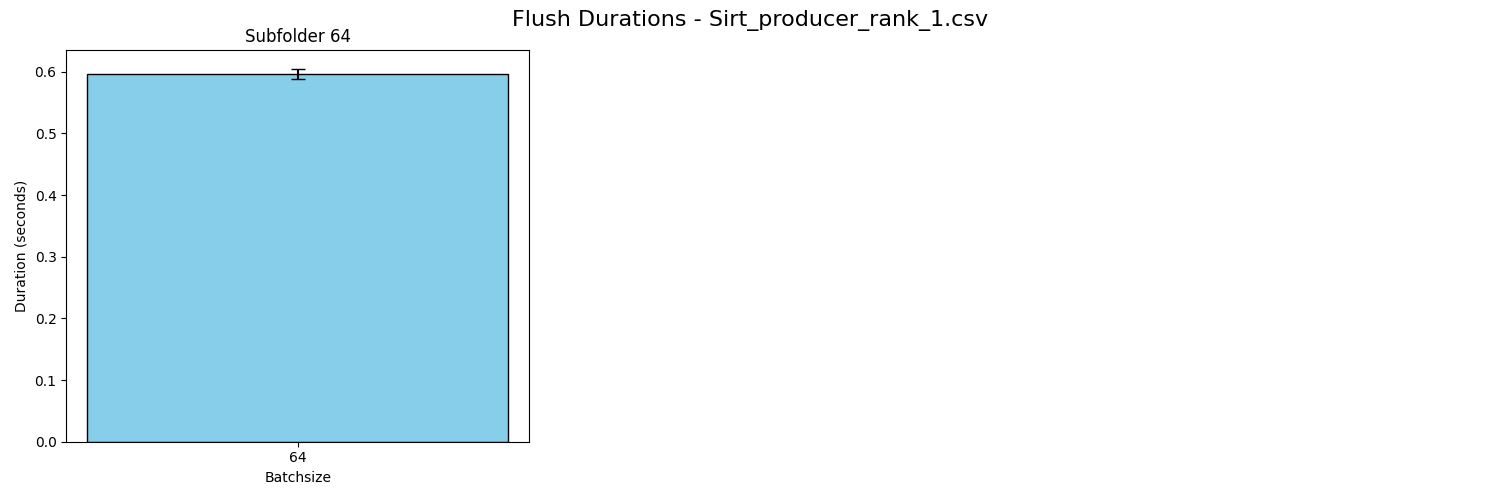 Flush Durations - Sirt_producer_rank_1.csv
Subfolder 64
Duration (seconds)
0.6
0.5
0.4
0.3
0.2
0.1
0.0
64
Batchsize